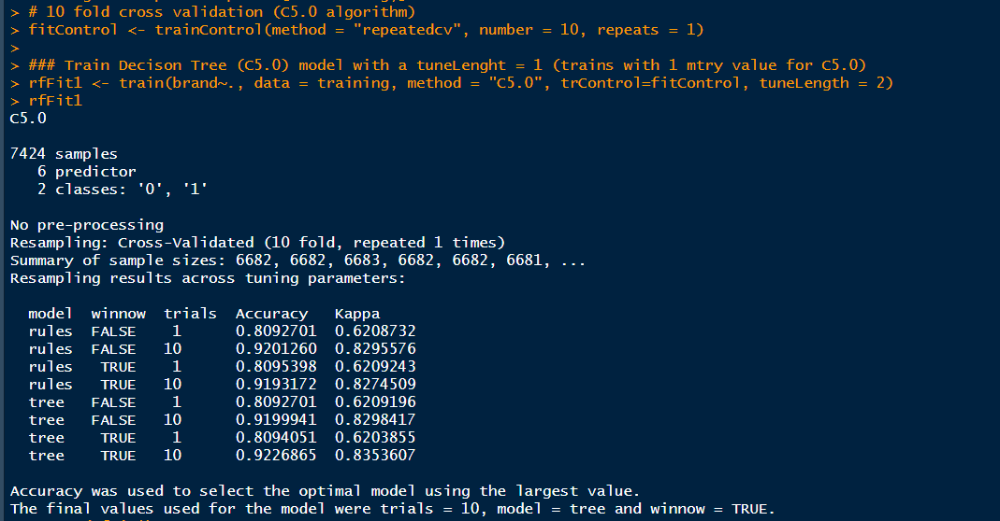 > # 10 fold cross validation (C5.0 algorithm)
> fitControl <- trainControl(method = "repeatedcv", number = 10, repeats = 1)
>
> ### Train Decison Tree (C5.0) model with a tuneLenght = 1 (trains with 1 mtry value for C5.0)
> rfFit1 <- train(brand~., data = training, method = "C5.0", trControl=fitControl, tuneLength = 2)
> rfFit1
C5.0

7424 samples
   6 predictor
   2 classes: '0', '1'

No pre-processing
Resampling: Cross-Validated (10 fold, repeated 1 times)
Summary of sample sizes: 6682, 6682, 6683, 6682, 6682, 6681, ...
Resampling results across tuning parameters:

  model  winnow  trials  Accuracy   Kappa
  rules  FALSE    1      0.8092701  0.6208732
  rules  FALSE   10      0.9201260  0.8295576
  rules   TRUE    1      0.8095398  0.6209243
  rules   TRUE   10      0.9193172  0.8274509
  tree   FALSE    1      0.8092701  0.6209196
  tree   FALSE   10      0.9199941  0.8298417
  tree    TRUE    1      0.8094051  0.6203855
  tree    TRUE   10      0.9226865  0.8353607

Accuracy was used to select the optimal model using the largest value.
The final values used for the model were trials = 10, model = tree and winnow = TRUE.